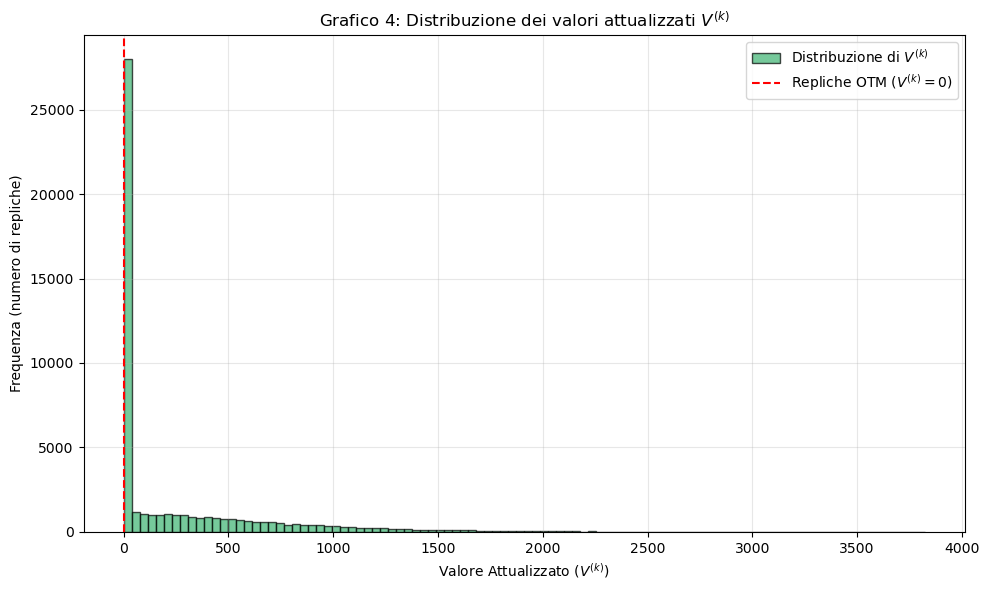 Grafico 4: Distribuzione dei valori attualizzati $V^{(k)}$
Distribuzione di $V^{(k)}$
Repliche OTM ($V^{(k)} = 0$)
Frequenza (numero di repliche)
25000
20000
15000
10000
5000
0
0 500 1000 1500 2000 2500 3000 3500 4000
Valore Attualizzato ($V^{(k)}$)